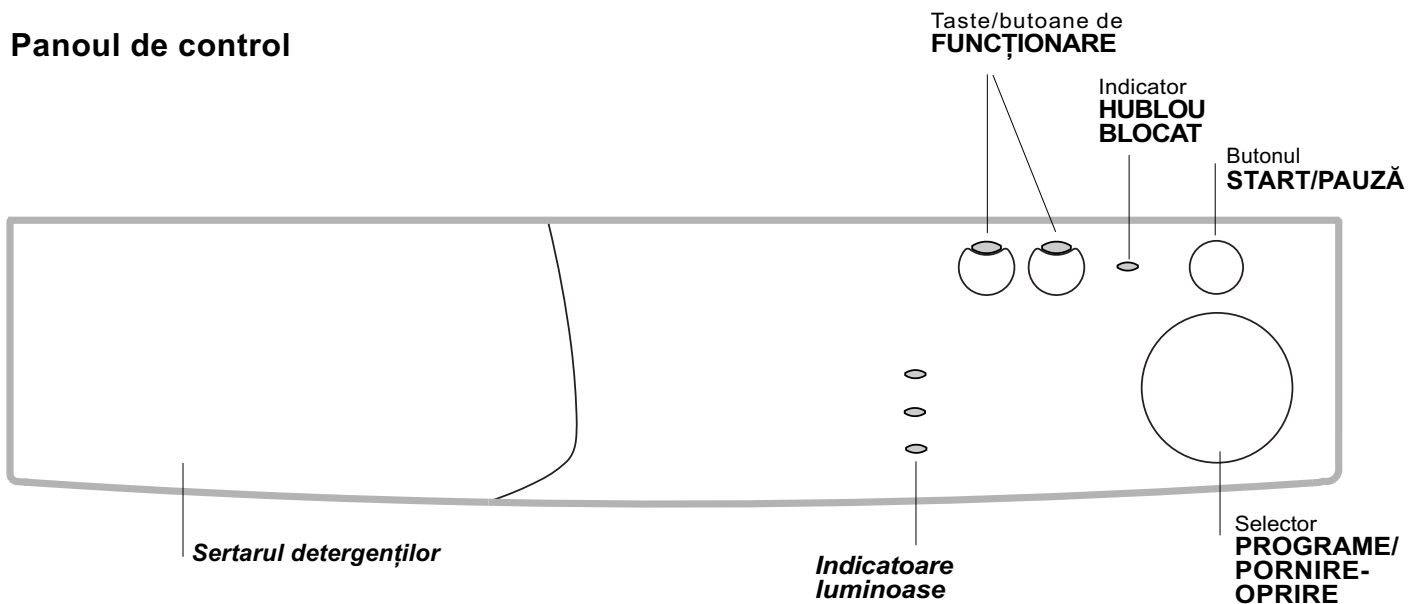 Panoul de control
Taste/butoane de
FUNCȚIONARE
Indicator
HUBLOU
BLOCAT
Butonul
START/PAUZĂ
Sertarul detergenților
Indicatoare
luminoase
Selector
PROGRAME/
PORNIRE-
OPRIRE